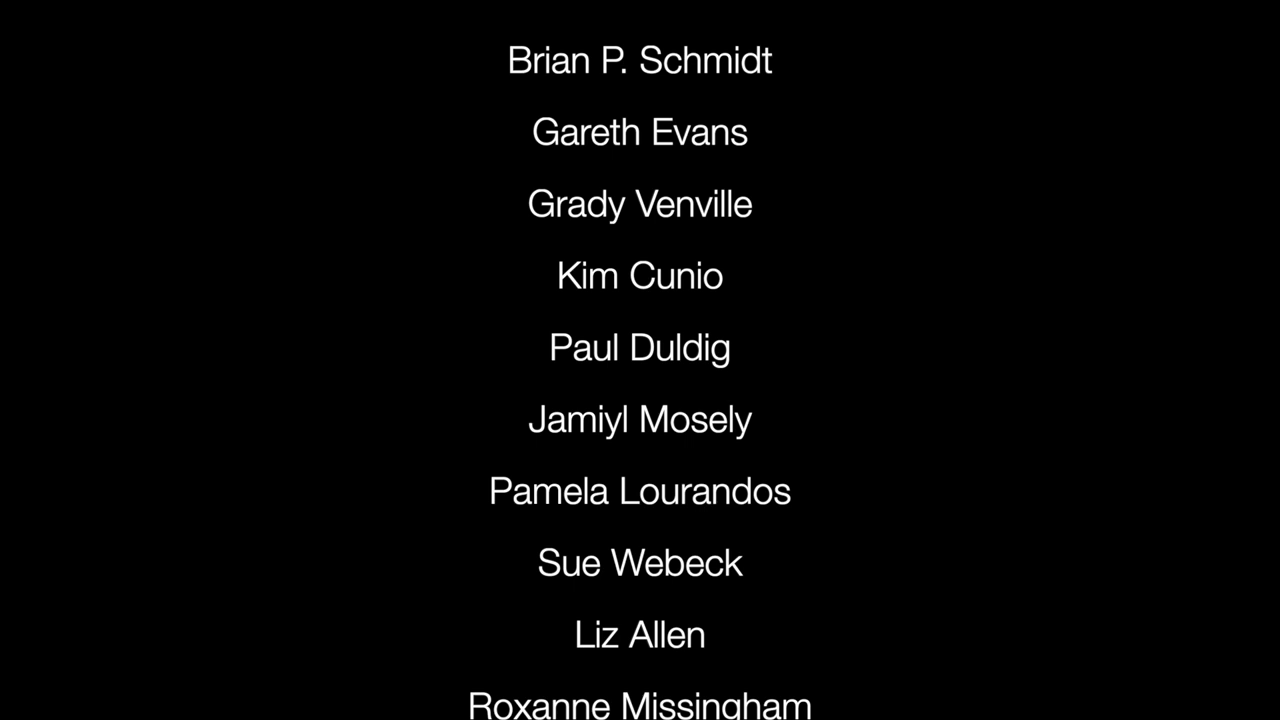 Brian P. Schmidt
Gareth Evans
Grady Venville
Kim Cunio
Paul Duldig
Jamiyl Mosely
Pamela Lourandos
Sue Webeck
Liz Allen
Roxanne Missingham